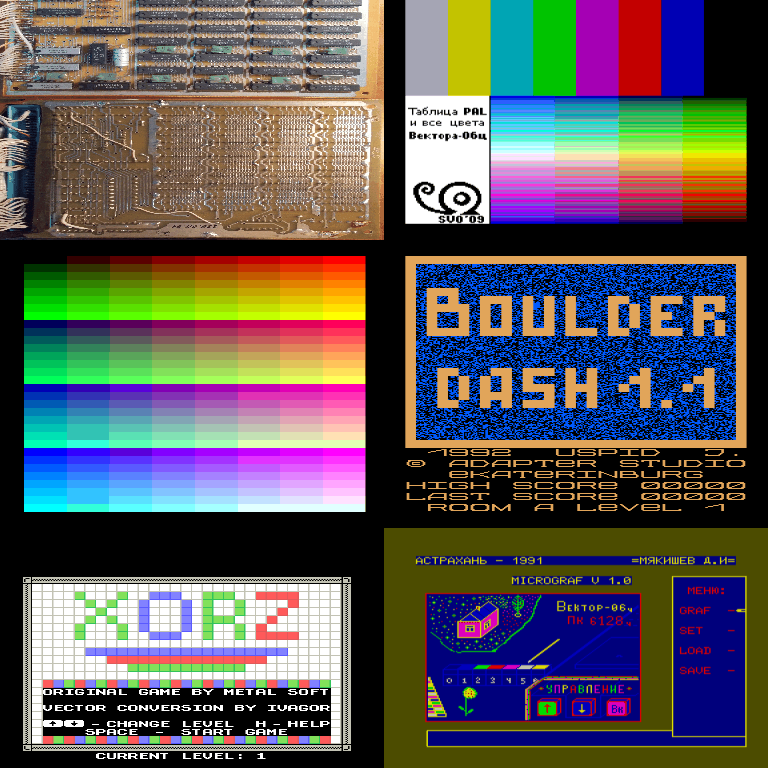 Таблица PAL
и все цвета
Вектора-06ц
SVO'09
BOULDER
DASH 1.1
1992 USPID J.
© ADAPTER STUDIO
EKATERINBURG
HIGH SCORE 00000
LAST SCORE 00000
ROOM A LEVEL 1
XORZ
ORIGINAL GAME BY METAL SOFT
VECTOR CONVERSION BY IVAGOR
- CHANGE LEVEL H - HELP
SPACE - START GAME
CURRENT LEVEL: 1
АСТРАХАНЬ - 1991 =МЯКИШЕВ Д.И=
MICROGRAF V 1.0
МЕНЮ:
GRAF -
SET -
LOAD -
SAVE -
Вектор-06ц
ПК 6128ц
0 1 2 3 4 5 6
-УПРАВЛЕНИЕ-
↑ ↓ ВК